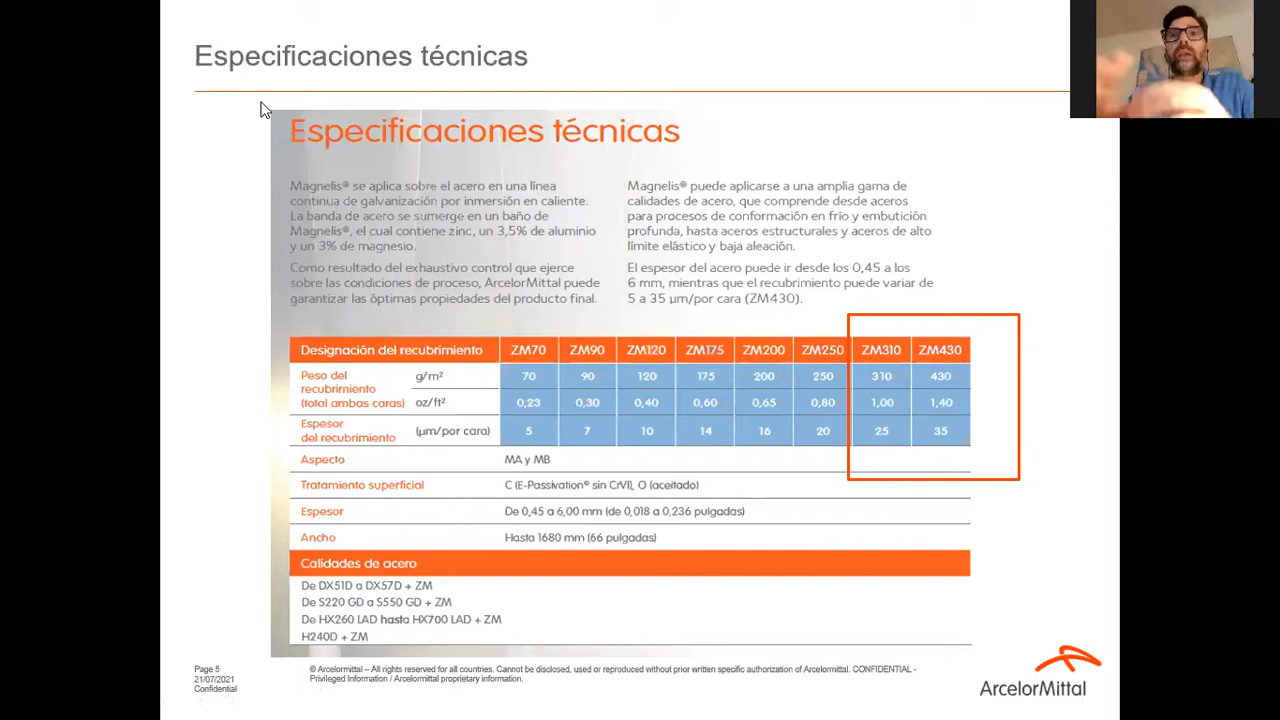 Especificaciones técnicas
Especificaciones técnicas
Magnelis® se aplica sobre el acero en una línea
continua de galvanización por inmersión en caliente.
La banda de acero se sumerge en un baño de
Magnelis®, el cual contiene zinc, un 3,5% de aluminio
y un 3% de magnesio.
Como resultado del exhaustivo control que ejerce
sobre las condiciones de proceso, ArcelorMittal puede
garantizar las óptimas propiedades del producto final.
Magnelis® puede aplicarse a una amplia gama de
calidades de acero, que comprende desde aceros
para procesos de conformación en frío y embutición
profunda, hasta aceros estructurales y aceros de alto
límite elástico y baja aleación.
El espesor del acero puede ir desde los 0,45 a los
6 mm, mientras que el recubrimiento puede variar de
5 a 35 µm/por cara (ZM430).
Designación del recubrimiento ZM70 ZM90 ZM120 ZM175 ZM200 ZM250 ZM310 ZM430
Peso del
recubrimiento
(total ambas caras)
g/m² 70 90 120 175 200 250 310 430
oz/ft² 0,23 0,30 0,40 0,60 0,65 0,80 1,00 1,40
Espesor
del recubrimiento
(µm/por cara) 5 7 10 14 16 20 25 35
Aspecto MA y MB
Tratamiento superficial C (E-Passivation® sin CrVI), O (aceitado)
Espesor De 0,45 a 6,00 mm (de 0,018 a 0,236 pulgadas)
Ancho Hasta 1680 mm (66 pulgadas)
Calidades de acero
De DX51D a DX57D + ZM
De S220 GD a S550 GD + ZM
De HX260 LAD hasta HX700 LAD + ZM
H240D + ZM
Page 5
21/07/2021
Confidential
© Arcelormittal – All rights reserved for all countries. Cannot be disclosed, used or reproduced without prior written specific authorization of Arcelormittal. CONFIDENTIAL -
Privileged Information / Arcelormittal proprietary information.
ArcelorMittal